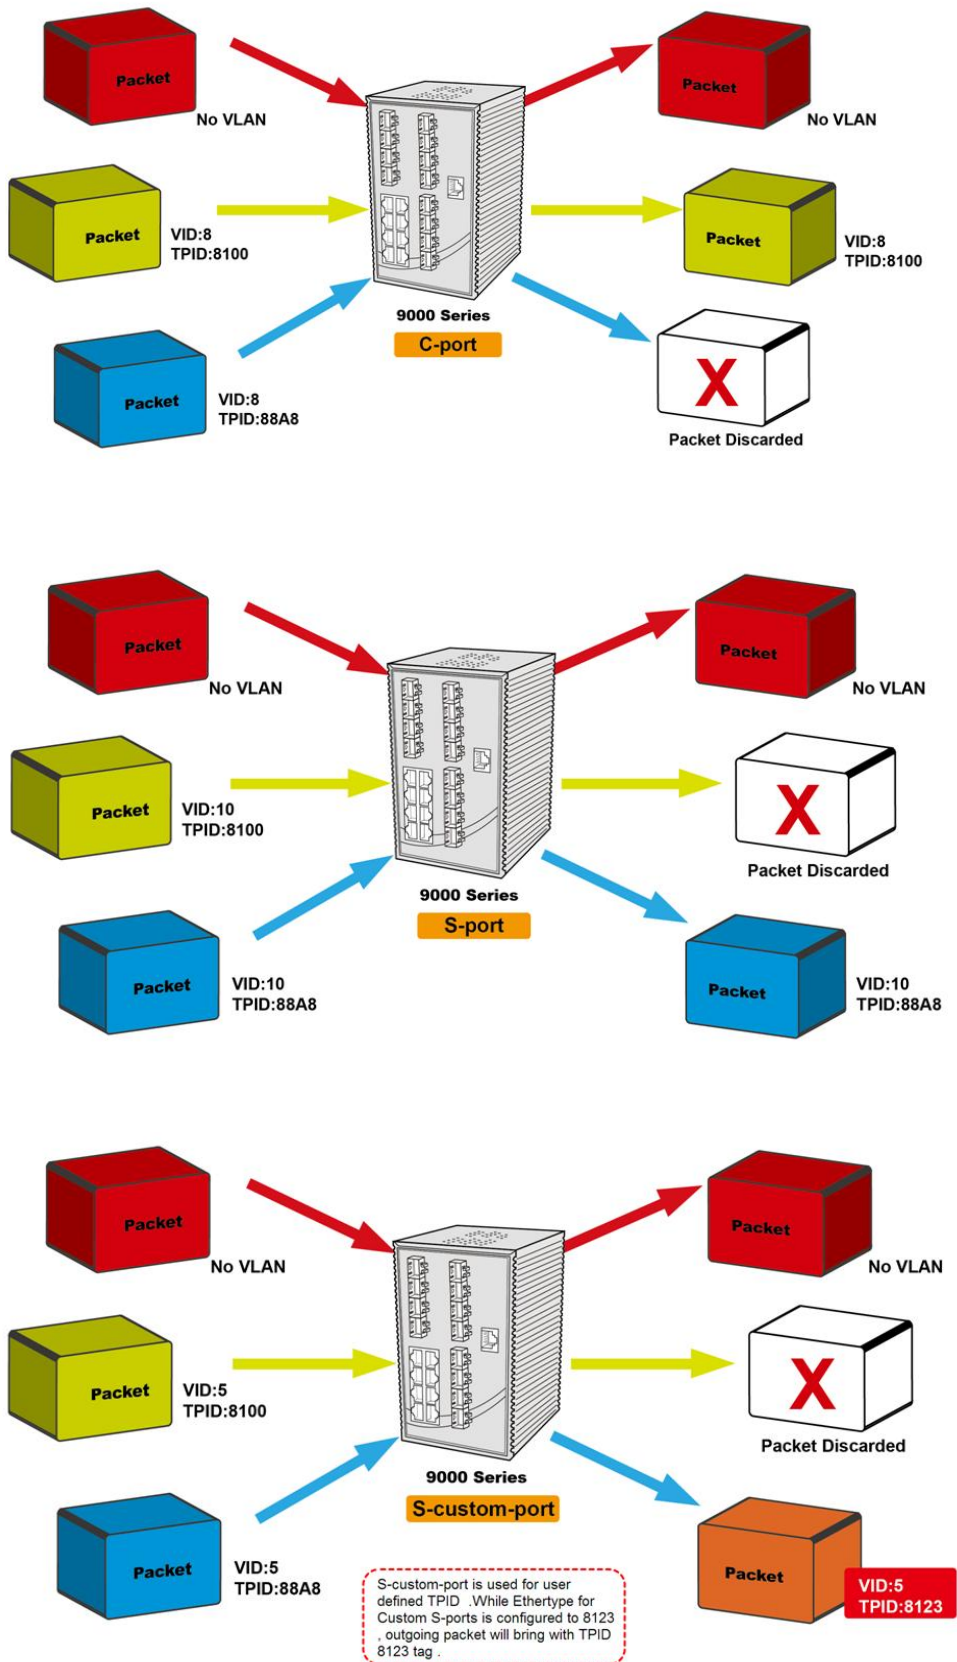 Packet
No VLAN
Packet
No VLAN
Packet
VID:8
TPID:8100
Packet
VID:8
TPID:8100
9000 Series
C-port
Packet
VID:8
TPID:88A8
X
Packet Discarded
Packet
No VLAN
Packet
No VLAN
Packet
VID:10
TPID:8100
X
Packet Discarded
9000 Series
S-port
Packet
VID:10
TPID:88A8
Packet
VID:10
TPID:88A8
Packet
No VLAN
Packet
No VLAN
Packet
VID:5
TPID:8100
X
Packet Discarded
9000 Series
S-custom-port
Packet
VID:5
TPID:88A8
Packet
VID:5
TPID:8123
S-custom-port is used for user
defined TPID .While Ethertype for
Custom S-ports is configured to 8123
, outgoing packet will bring with TPID
8123 tag .